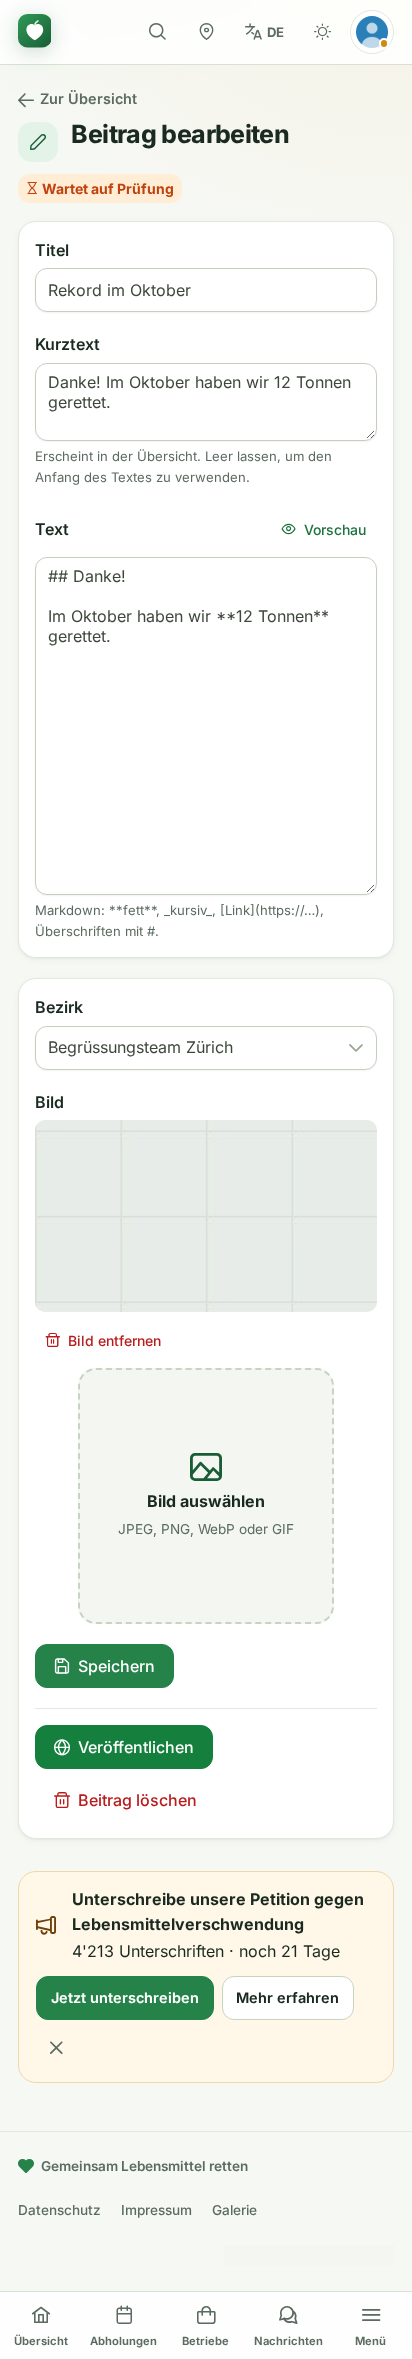 DE
Zur Übersicht
Beitrag bearbeiten
Wartet auf Prüfung
Titel
Rekord im Oktober
Kurztext
Danke! Im Oktober haben wir 12 Tonnen
gerettet.
Erscheint in der Übersicht. Leer lassen, um den
Anfang des Textes zu verwenden.
Text
Vorschau
## Danke!
Im Oktober haben wir **12 Tonnen**
gerettet.
Markdown: **fett**, _kursiv_, [Link](https://…),
Überschriften mit #.
Bezirk
Begrüssungsteam Zürich
Bild
Bild entfernen
Bild auswählen
JPEG, PNG, WebP oder GIF
Speichern
Veröffentlichen
Beitrag löschen
Unterschreibe unsere Petition gegen
Lebensmittelverschwendung
4'213 Unterschriften · noch 21 Tage
Jetzt unterschreiben
Mehr erfahren
Gemeinsam Lebensmittel retten
Datenschutz Impressum Galerie
Übersicht Abholungen Betriebe Nachrichten Menü